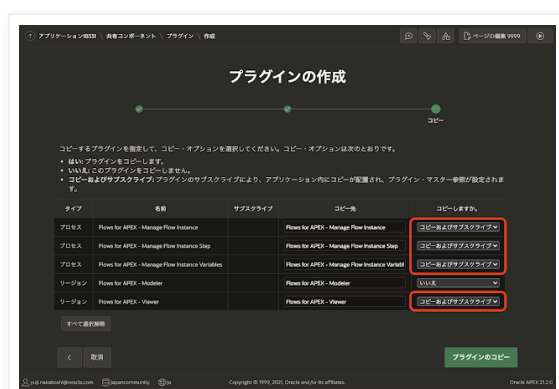 アプリケーション10331 \ 共有コンポーネント \ プラグイン \ 作成
ページの編集 9999
プラグインの作成
コピー
コピーするプラグインを指定して、コピー・オプションを選択してください。コピー・オプションは次のとおりです。
• はい: プラグインをコピーします。
• いいえ: このプラグインをコピーしません。
• コピーおよびサブスクライブ: プラグインのサブスクライブにより、アプリケーション内にコピーが配置され、プラグイン・マスター参照が設定されます。
タイプ 名前 サブスクライブ コピー先 コピーしますか。
プロセス Flows for APEX - Manage Flow Instance Flows for APEX - Manage Flow Instance コピーおよびサブスクライブ
プロセス Flows for APEX - Manage Flow Instance Step Flows for APEX - Manage Flow Instance Step コピーおよびサブスクライブ
プロセス Flows for APEX - Manage Flow Instance Variables Flows for APEX - Manage Flow Instance Variabl コピーおよびサブスクライブ
リージョン Flows for APEX - Modeler Flows for APEX - Modeler いいえ
リージョン Flows for APEX - Viewer Flows for APEX - Viewer コピーおよびサブスクライブ
すべて選択解除
取消
プラグインのコピー
japancommunity ja Copyright © 1999, 2021, Oracle and/or its affiliates. Oracle APEX 21.2.0